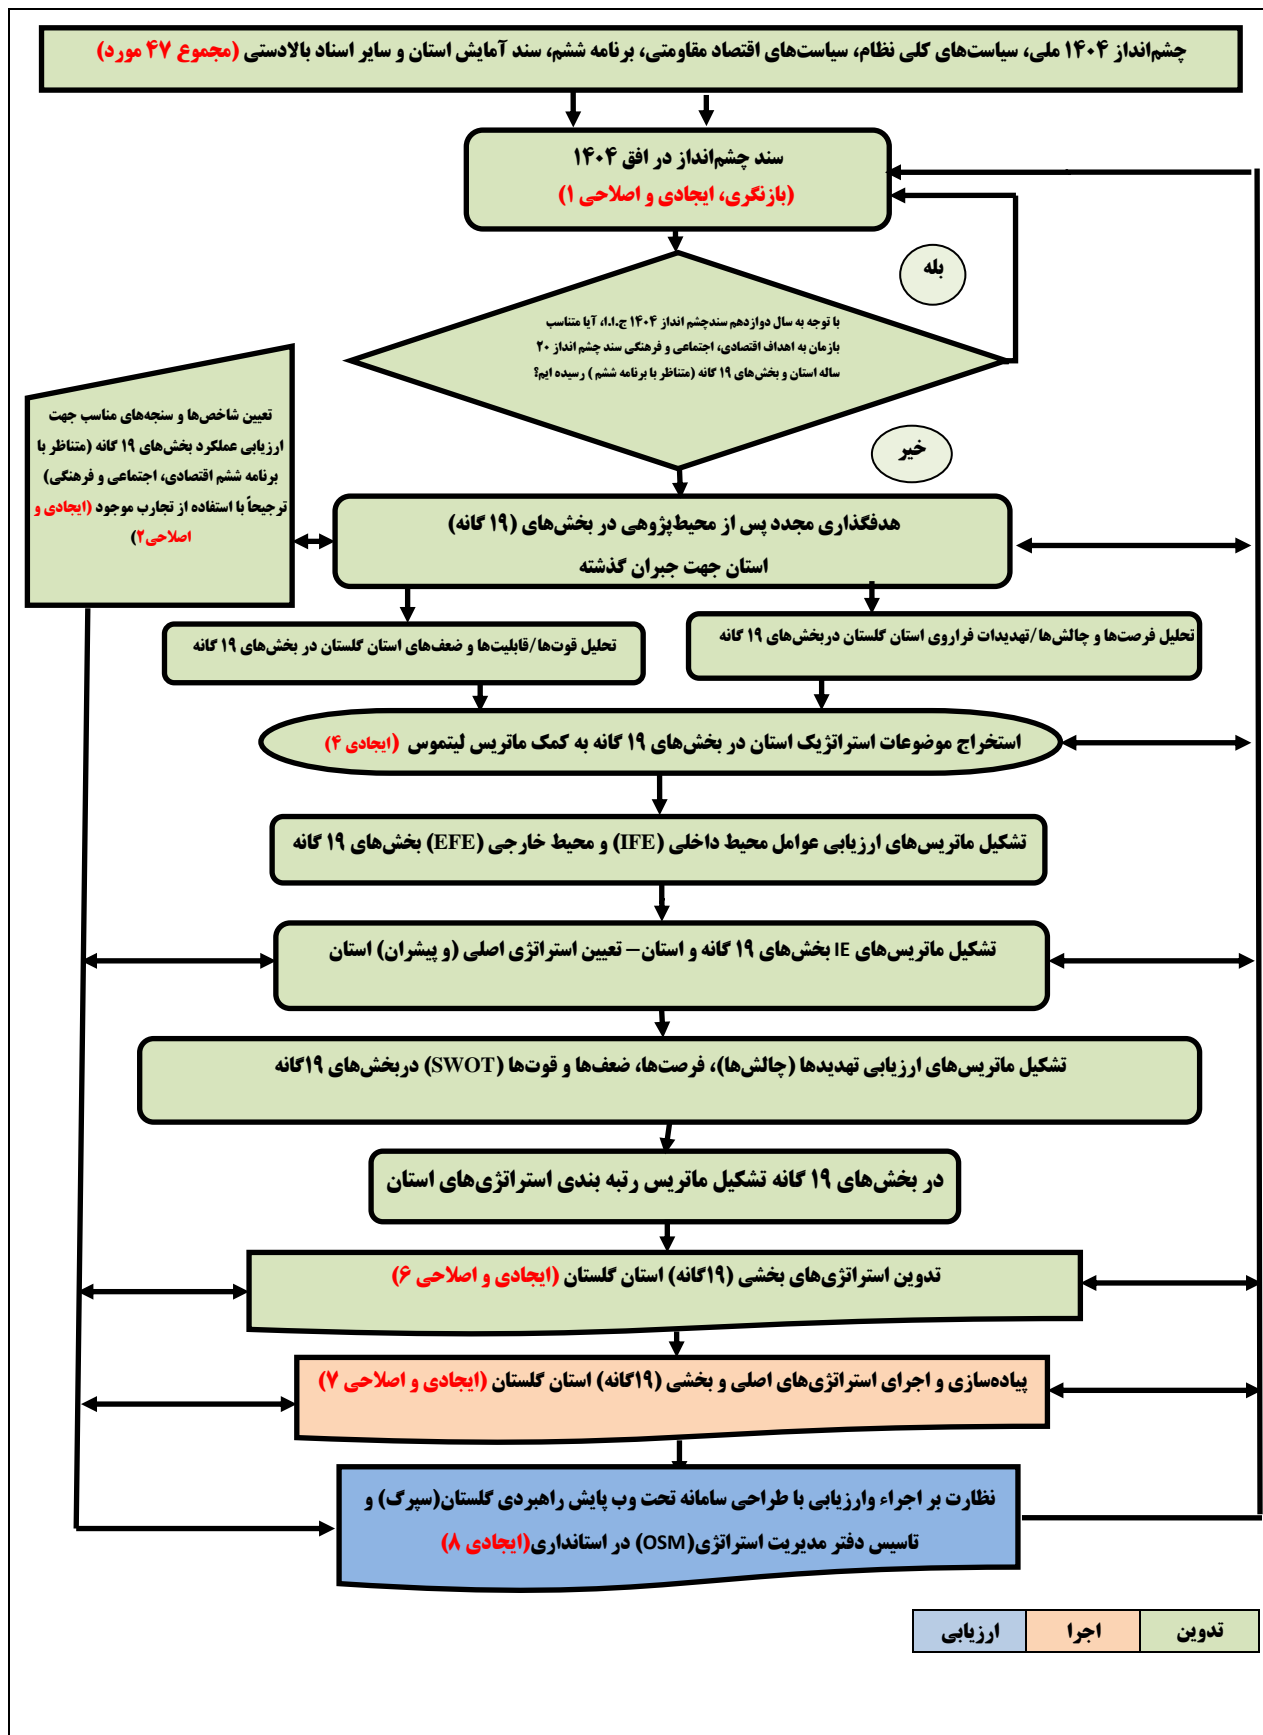 چشم‌انداز ۱۴۰۴ ملی، سیاست‌های کلی نظام، سیاست‌های اقتصاد مقاومتی، برنامه ششم، سند آمایش استان و سایر اسناد بالادستی (مجموع ۴۷ مورد)
سند چشم‌انداز در افق ۱۴۰۴
(بازنگری، ایجادی و اصلاحی ۱)
بله
با توجه به سال دوازدهم سندچشم انداز ۱۴۰۴ ج.ا.ا، آیا متناسب
بازمان به اهداف اقتصادی، اجتماعی و فرهنگی سند چشم انداز ۲۰
ساله استان و بخش‌های ۱۹ گانه (متناظر با برنامه ششم ) رسیده ایم؟
خیر
تعیین شاخص‌ها و سنجه‌های مناسب جهت
ارزیابی عملکرد بخش‌های ۱۹ گانه (متناظر با
برنامه ششم اقتصادی، اجتماعی و فرهنگی)
ترجیحاً با استفاده از تجارب موجود (ایجادی و
اصلاحی۲)
هدفگذاری مجدد پس از محیط‌پژوهی در بخش‌های (۱۹ گانه)
استان جهت جبران گذشته
تحلیل فرصت‌ها و چالش‌ها/تهدیدات فراروی استان گلستان دربخش‌های ۱۹ گانه
تحلیل قوت‌ها/قابلیت‌ها و ضعف‌های استان گلستان در بخش‌های ۱۹ گانه
استخراج موضوعات استراتژیک استان در بخش‌های ۱۹ گانه به کمک ماتریس لیتموس (ایجادی ۴)
تشکیل ماتریس‌های ارزیابی عوامل محیط داخلی (IFE) و محیط خارجی (EFE) بخش‌های ۱۹ گانه
تشکیل ماتریس‌های IE بخش‌های ۱۹ گانه و استان– تعیین استراتژی اصلی (و پیشران) استان
تشکیل ماتریس‌های ارزیابی تهدیدها (چالش‌ها)، فرصت‌ها، ضعف‌ها و قوت‌ها (SWOT) دربخش‌های ۱۹گانه
در بخش‌های ۱۹ گانه تشکیل ماتریس رتبه بندی استراتژی‌های استان
تدوین استراتژی‌های بخشی (۱۹گانه) استان گلستان (ایجادی و اصلاحی ۶)
پیاده‌سازی و اجرای استراتژی‌های اصلی و بخشی (۱۹گانه) استان گلستان (ایجادی و اصلاحی ۷)
نظارت بر اجراء وارزیابی با طراحی سامانه تحت وب پایش راهبردی گلستان(سپرگ) و
تاسیس دفتر مدیریت استراتژی(OSM) در استانداری(ایجادی ۸)
تدوین
اجرا
ارزیابی